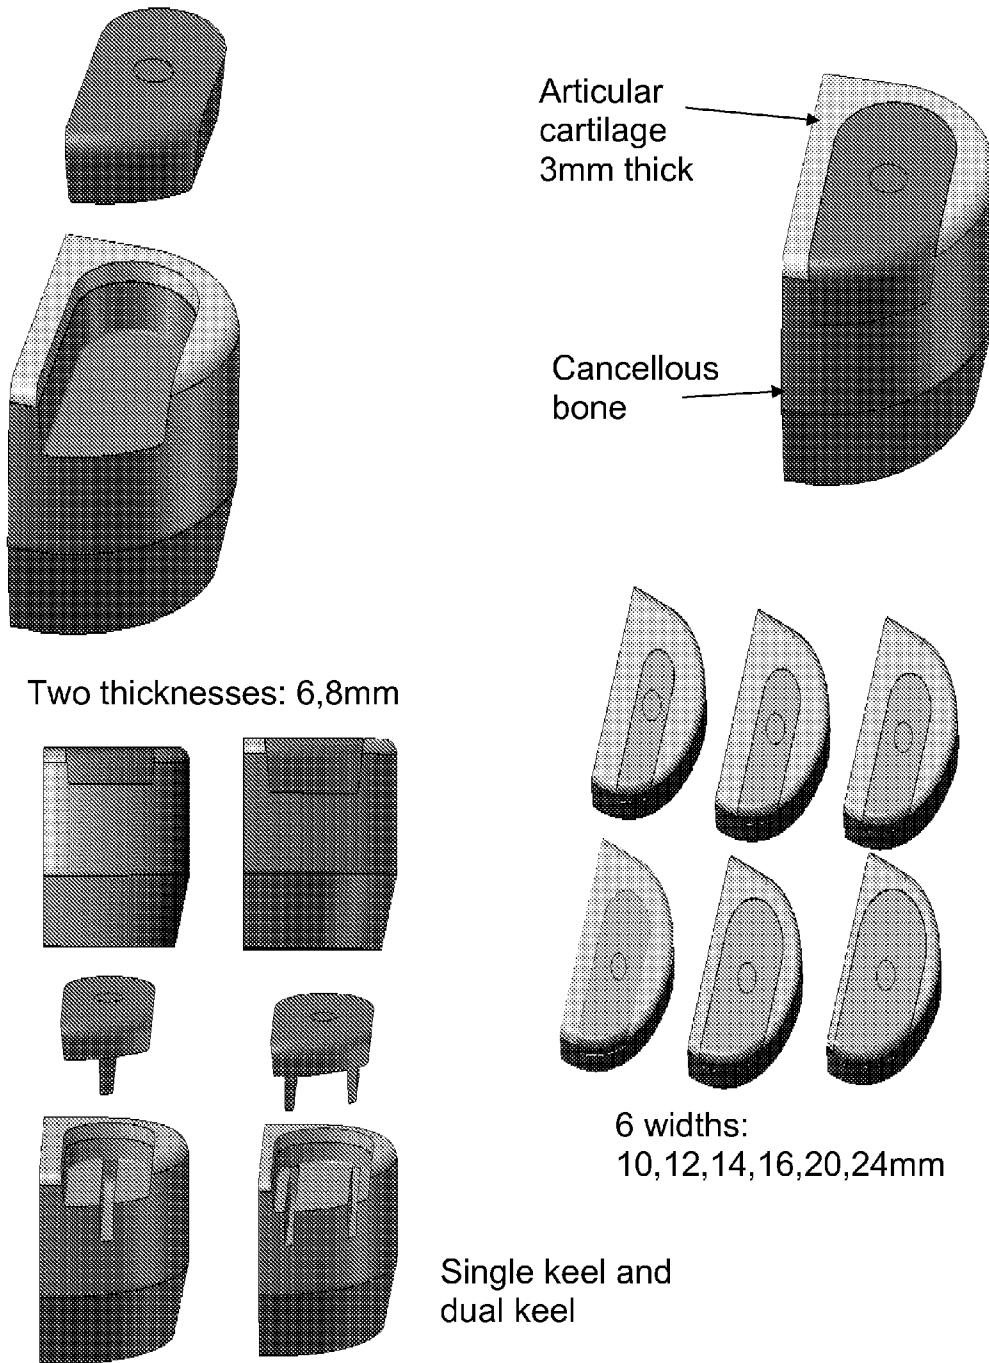 Articular
cartilage
3mm thick
Cancellous
bone
Two thicknesses: 6,8mm
6 widths:
10,12,14,16,20,24mm
Single keel and
dual keel